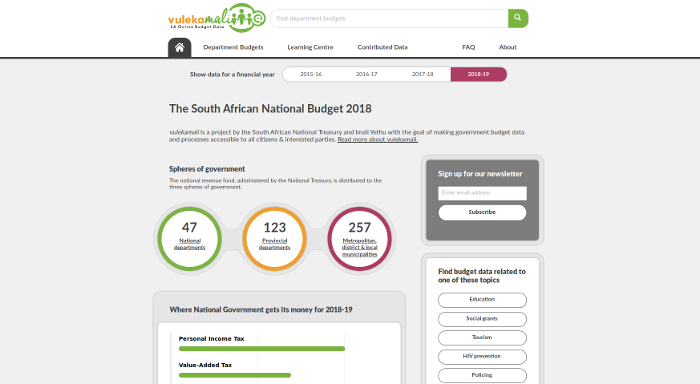 vulekamali
SA Online Budget Data
Find department budgets
Department Budgets
Learning Centre
Contributed Data
FAQ
About
Show data for a financial year
2015-16
2016-17
2017-18
2018-19
The South African National Budget 2018
vulekamali is a project by the South African National Treasury and Imali Yethu with the goal of making government budget data
and processes accessible to all citizens & interested parties. Read more about vulekamali.
Spheres of government
The national revenue fund, administered by the National Treasury, is distributed to the
three spheres of government.
47
National
departments
123
Provincial
departments
257
Metropolitan,
district & local
municipalities
Sign up for our newsletter
Enter email address
Subscribe
Find budget data related to
one of these topics
Education
Social grants
Tourism
HIV prevention
Policing
Where National Government gets its money for 2018-19
Personal Income Tax
Value-Added Tax